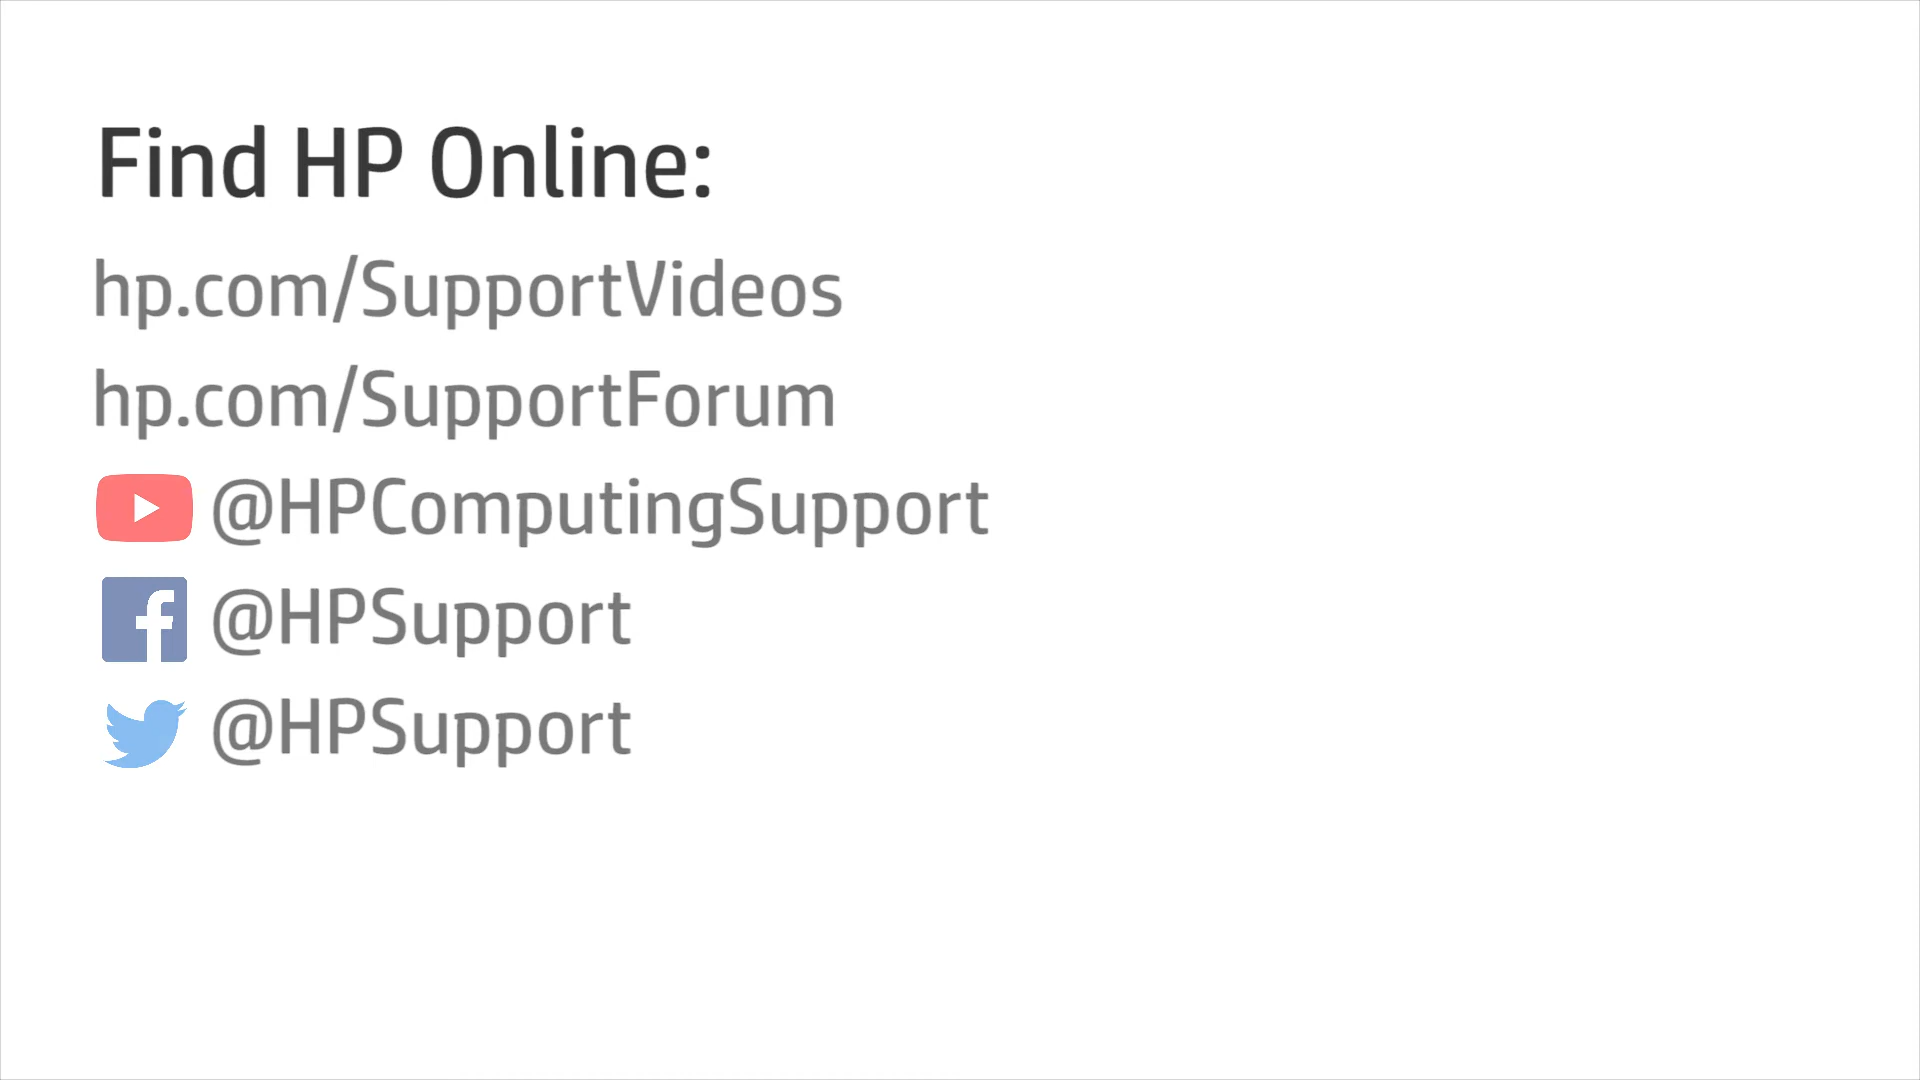 Find HP Online:
hp.com/SupportVideos
hp.com/SupportForum
@HPComputingSupport
@HPSupport
@HPSupport